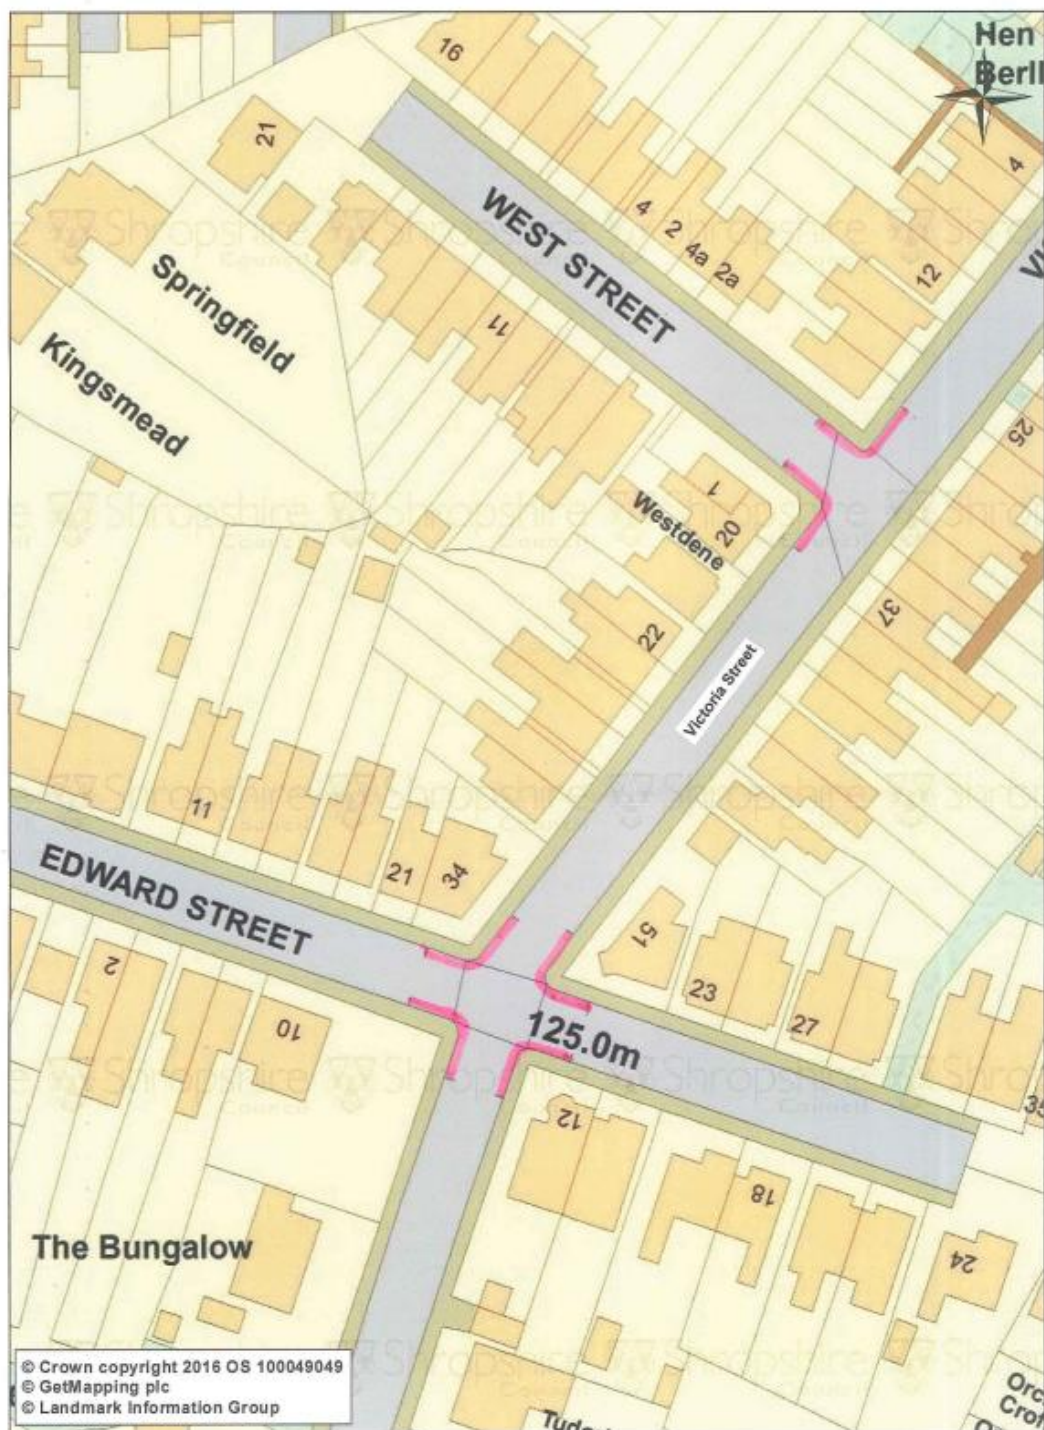 Hen
Berll
16
21
4
4
2
4a
2a
12
WEST STREET
Springfield
11
Kingsmead
25
1
20
Westdene
37
22
Victoria Street
11
21
34
EDWARD STREET
51
23
27
2
10
125.0m
35
12
18
The Bungalow
24
© Crown copyright 2016 OS 100049049
© GetMapping plc
© Landmark Information Group
Shropshire
Council